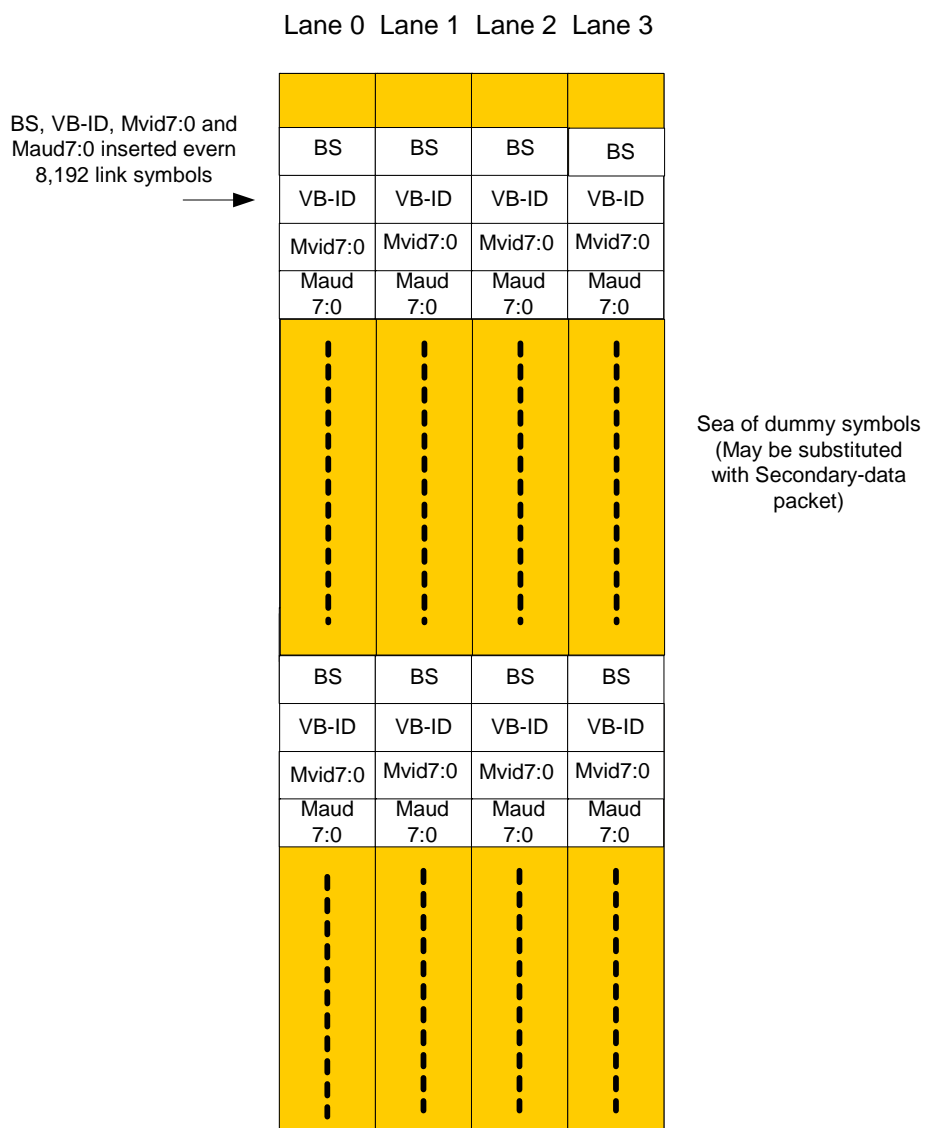 Lane 0 Lane 1 Lane 2 Lane 3
BS, VB-ID, Mvid7:0 and
Maud7:0 inserted evern
8,192 link symbols
BS BS BS BS
VB-ID VB-ID VB-ID VB-ID
Mvid7:0 Mvid7:0 Mvid7:0 Mvid7:0
Maud Maud Maud Maud
7:0 7:0 7:0 7:0
Sea of dummy symbols
(May be substituted
with Secondary-data
packet)
BS BS BS BS
VB-ID VB-ID VB-ID VB-ID
Mvid7:0 Mvid7:0 Mvid7:0 Mvid7:0
Maud Maud Maud Maud
7:0 7:0 7:0 7:0